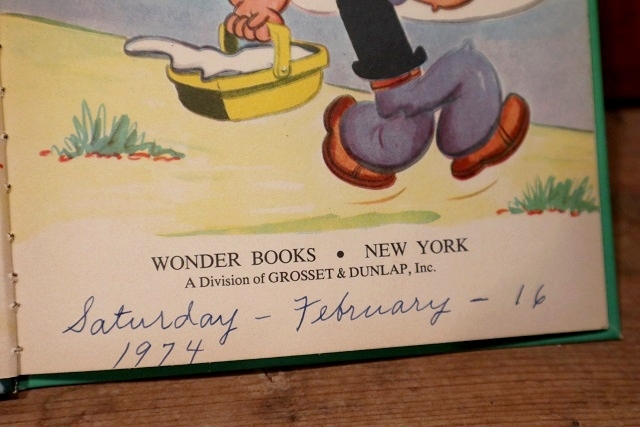 WONDER BOOKS • NEW YORK
A Division of GROSSET & DUNLAP, Inc.
Saturday - February - 16
1974